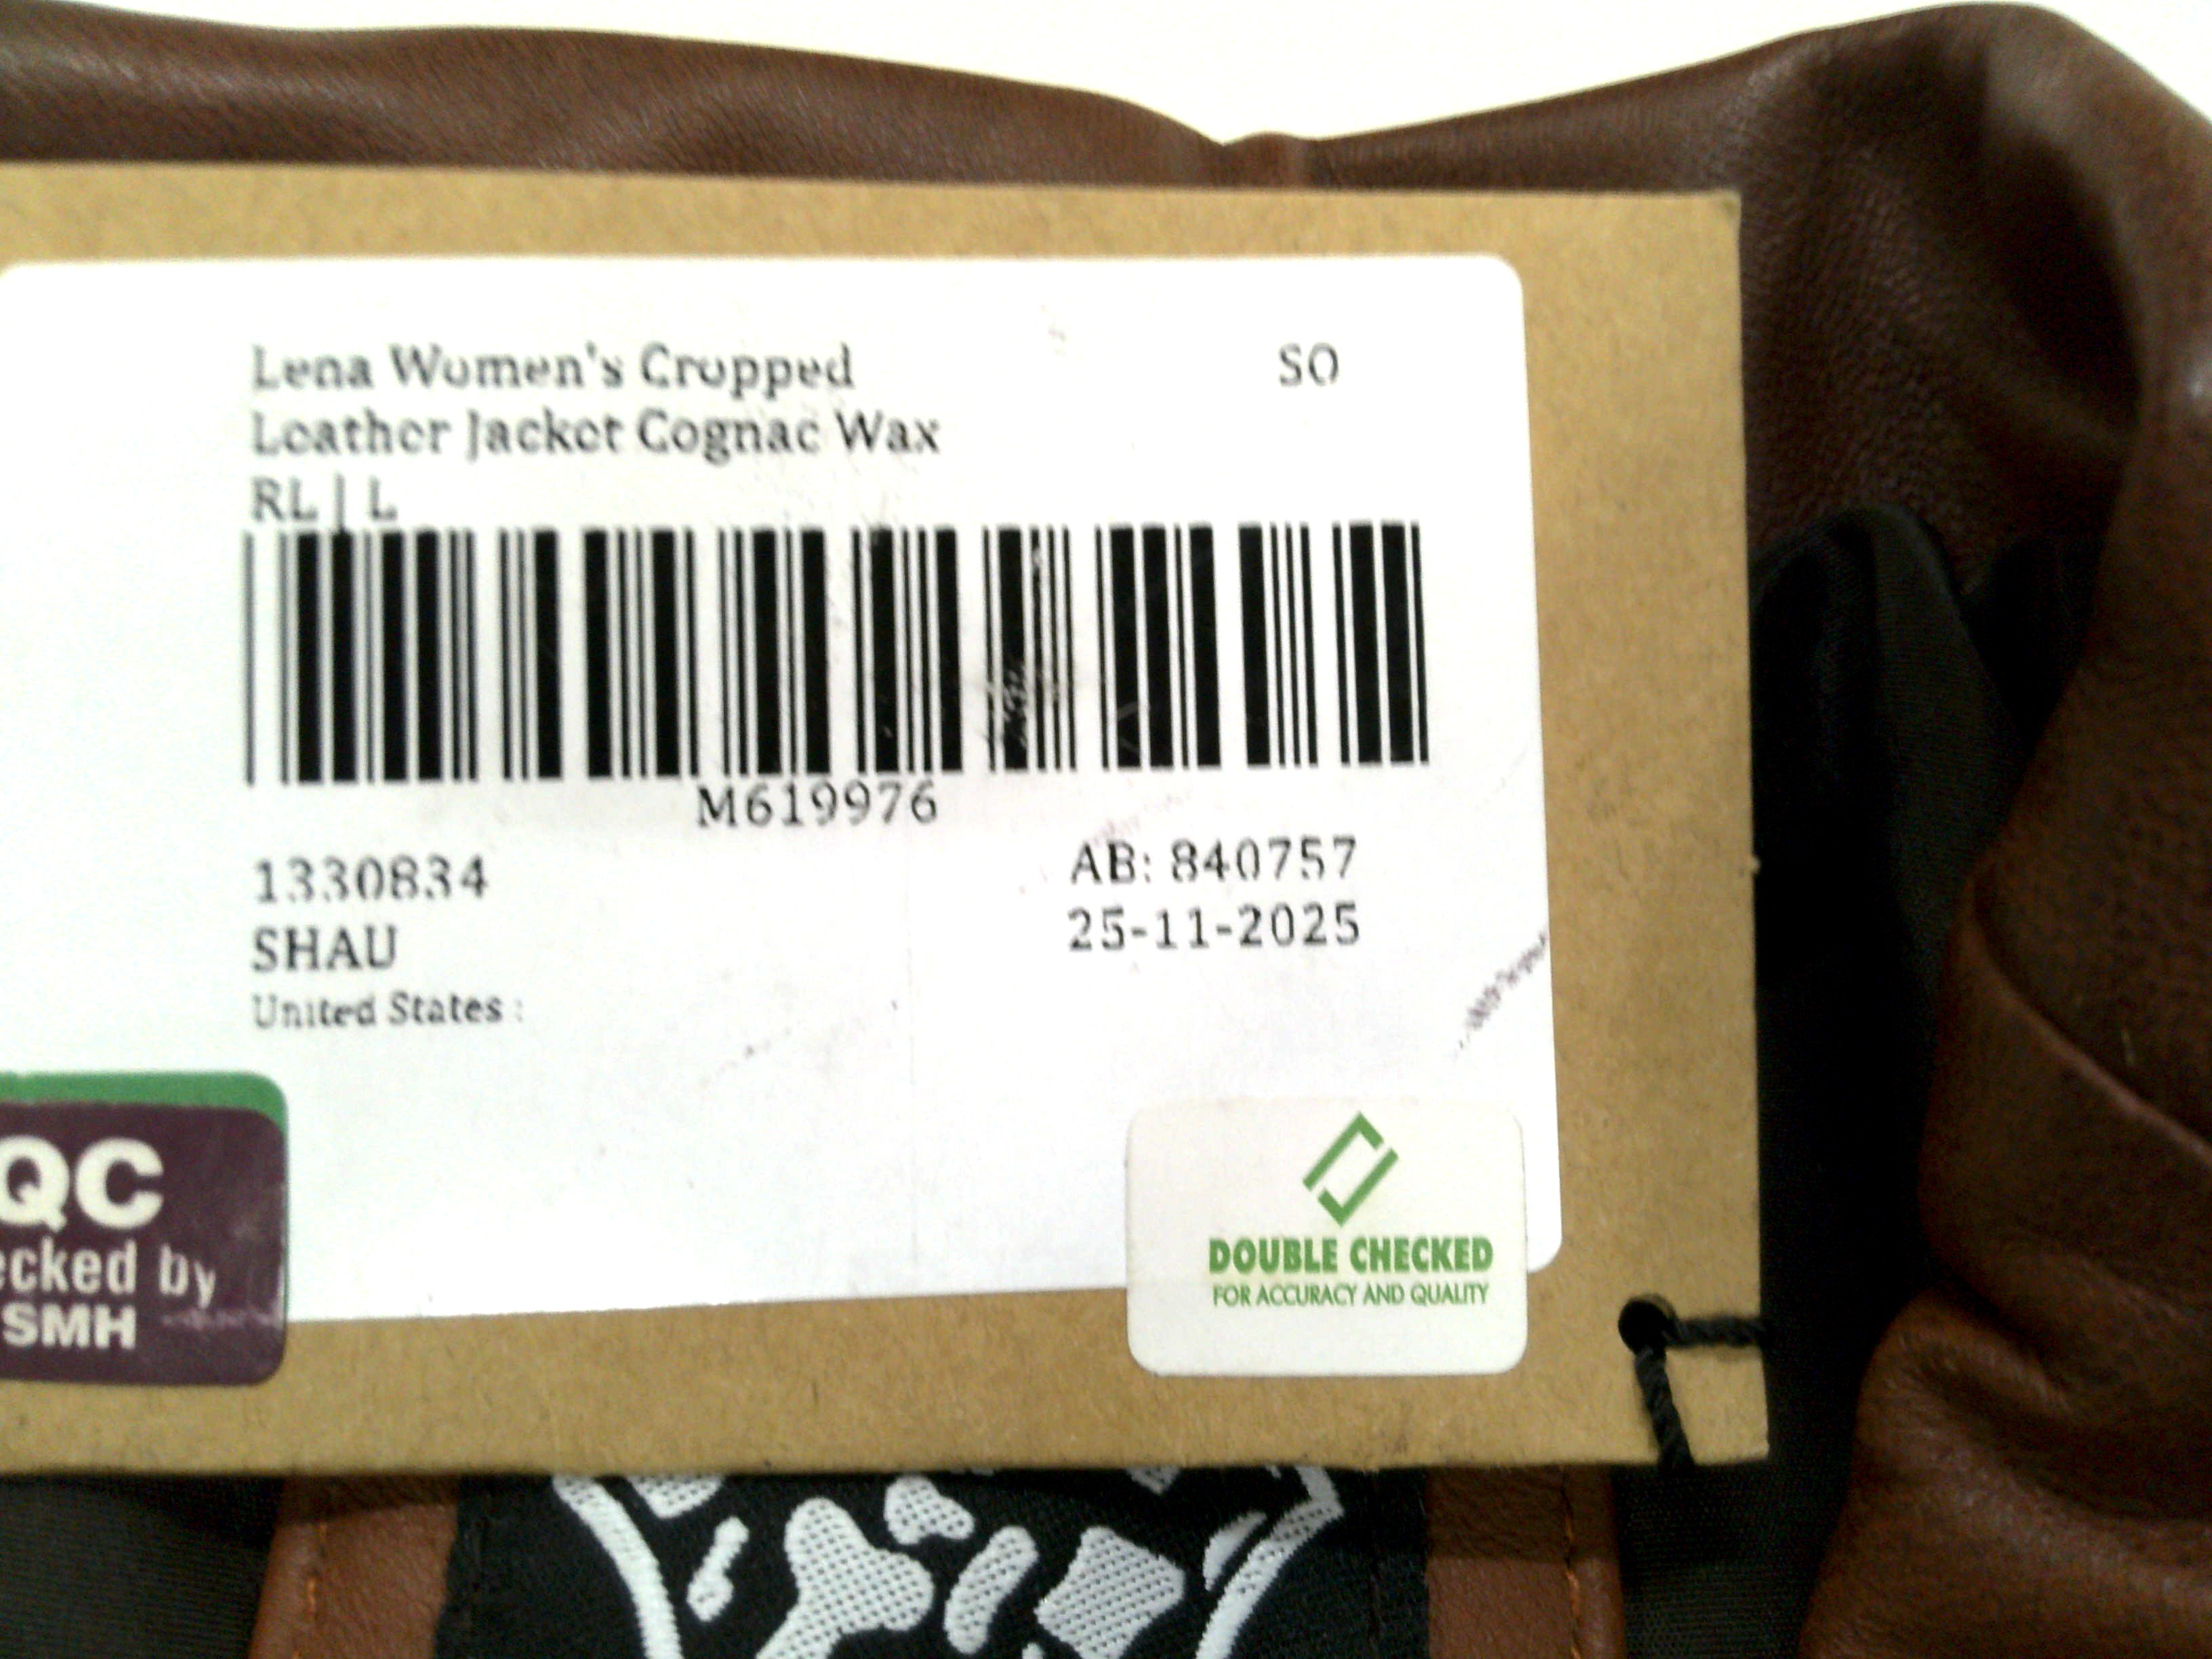 Lena Women's Cropped SO
Leather Jacket Cognac Wax
RL | L
M619976
1330834 AB: 840757
SHAU 25-11-2025
United States :
QC
ecked by
SMH
DOUBLE CHECKED
FOR ACCURACY AND QUALITY